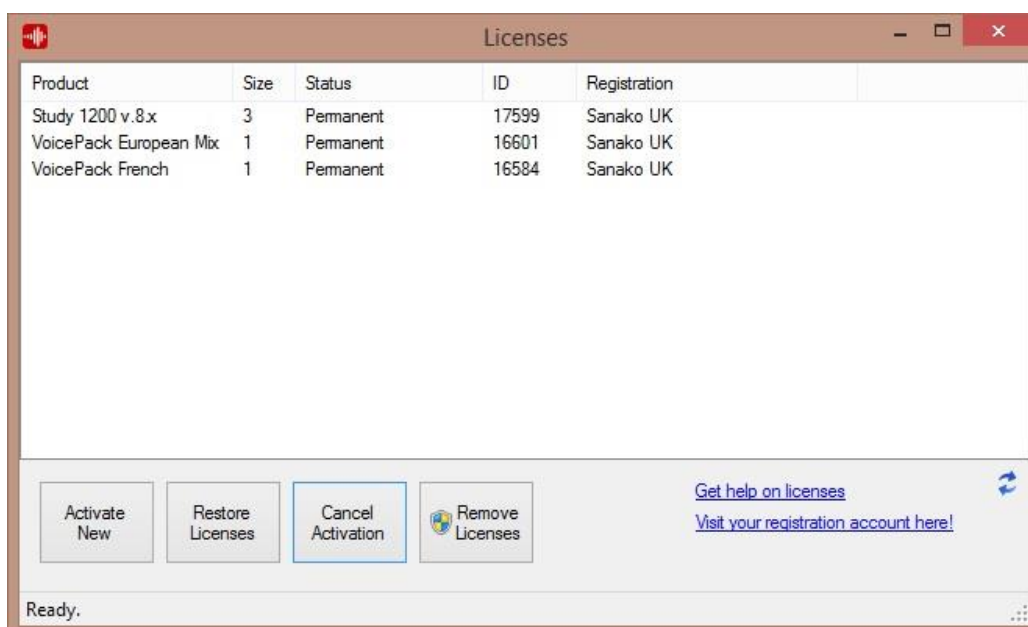 Licenses
Product Size Status ID Registration
Study 1200 v.8.x 3 Permanent 17599 Sanako UK
VoicePack European Mix 1 Permanent 16601 Sanako UK
VoicePack French 1 Permanent 16584 Sanako UK
Activate New
Restore Licenses
Cancel Activation
Remove Licenses
Get help on licenses
Visit your registration account here!
Ready.